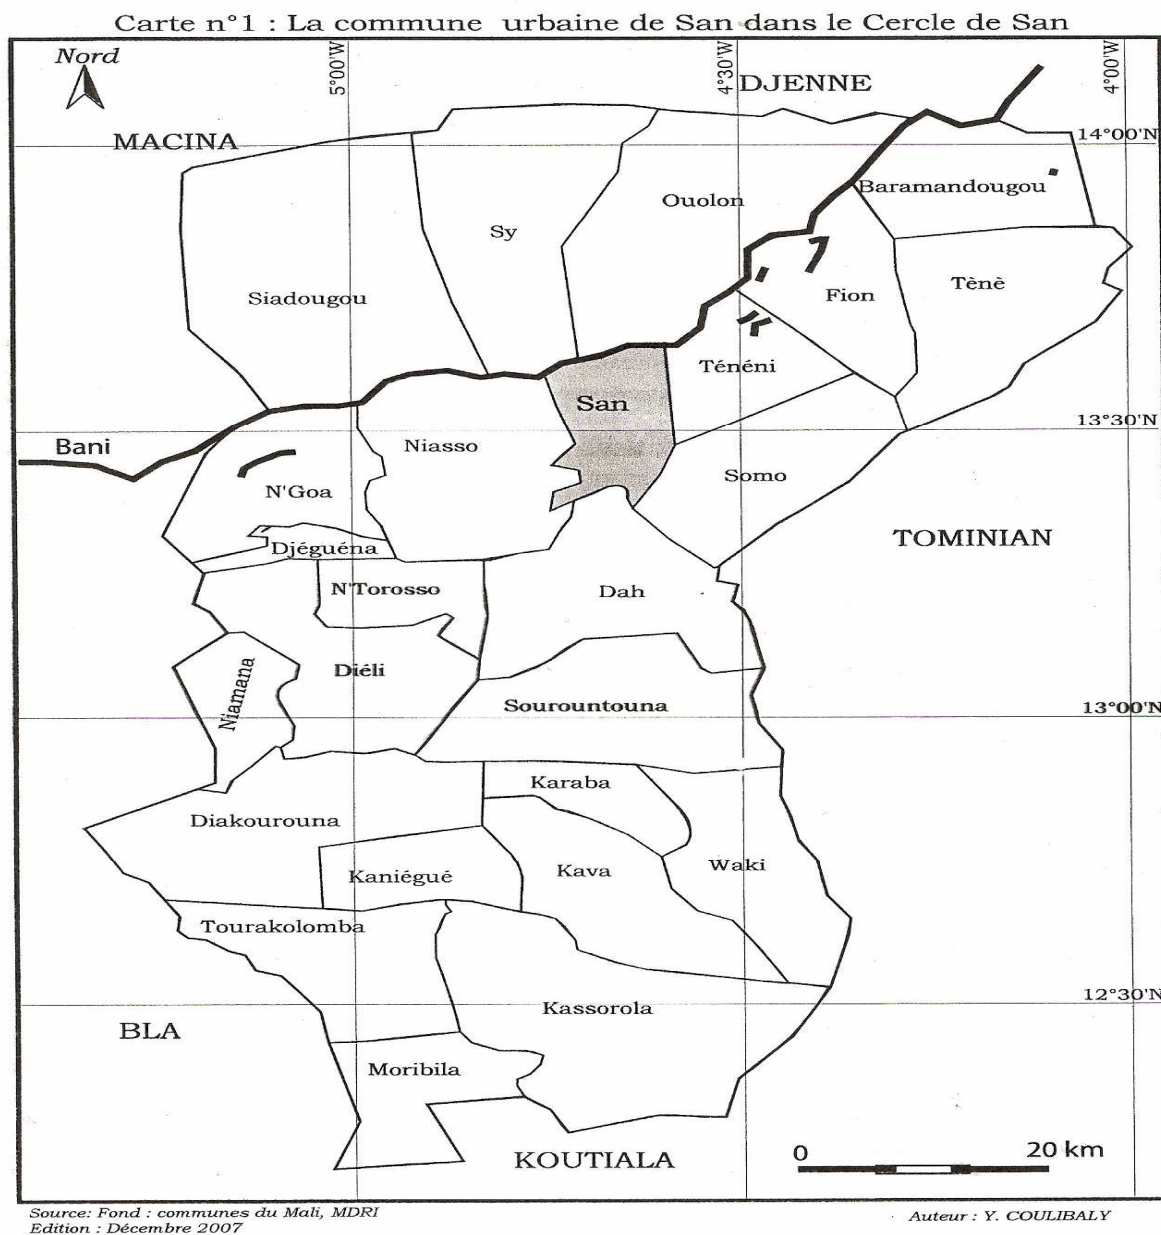 Carte n°1 : La commune urbaine de San dans le Cercle de San
Nord
5°00'W
4°30'W
4°00'W
DJENNE
MACINA
14°00'N
Baramandougou
Ouolon
Sy
Siadougou
Fion
Tènè
Ténéni
San
13°30'N
Bani
Niasso
N'Goa
Somo
TOMINIAN
Djéguéna
N'Torosso
Dah
Diéli
Niamana
Sourountouna
13°00'N
Karaba
Diakourouna
Kaniégué
Kava
Waki
Tourakolomba
Kassorola
12°30'N
BLA
Moribila
KOUTIALA
0 20 km
Source: Fond : communes du Mali, MDRI
Edition : Décembre 2007
Auteur : Y. COULIBALY